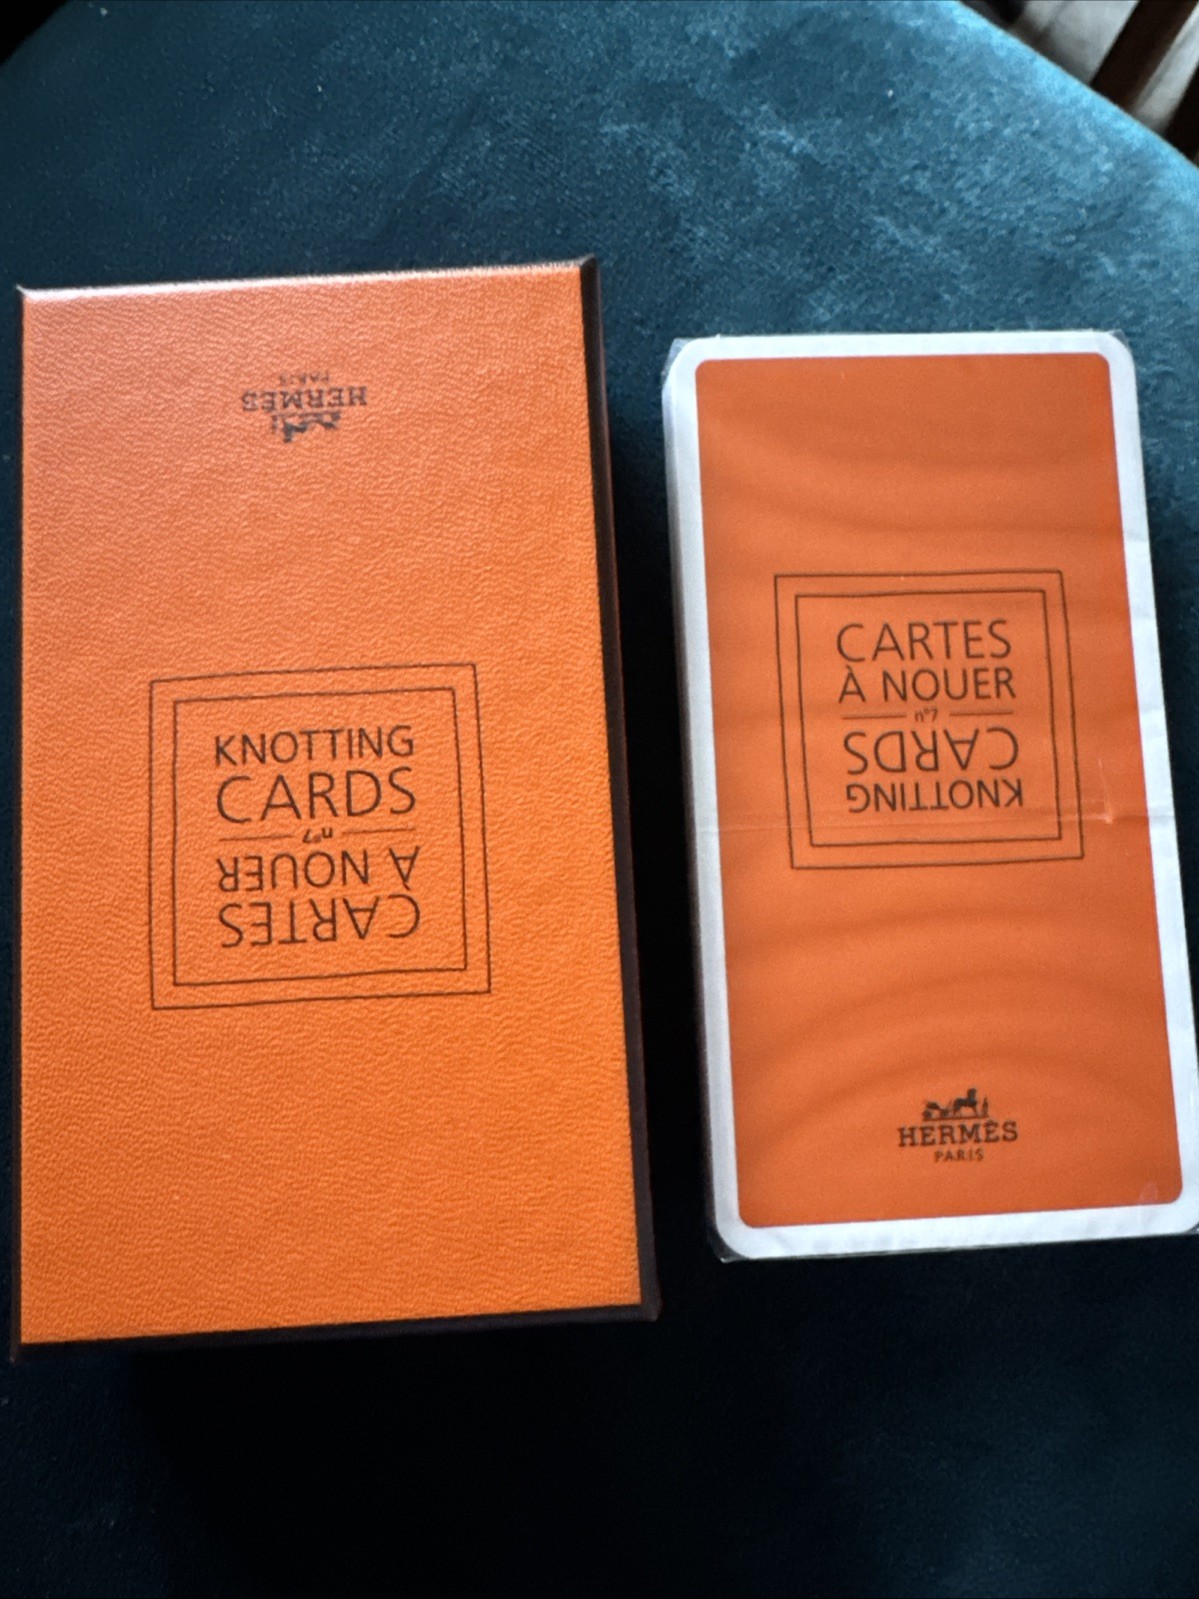 HERMÈS
PARIS
KNOTTING
CARDS
n°7
CARTES
À NOUER
CARTES
À NOUER
n°7
KNOTTING
CARDS
HERMÈS
PARIS